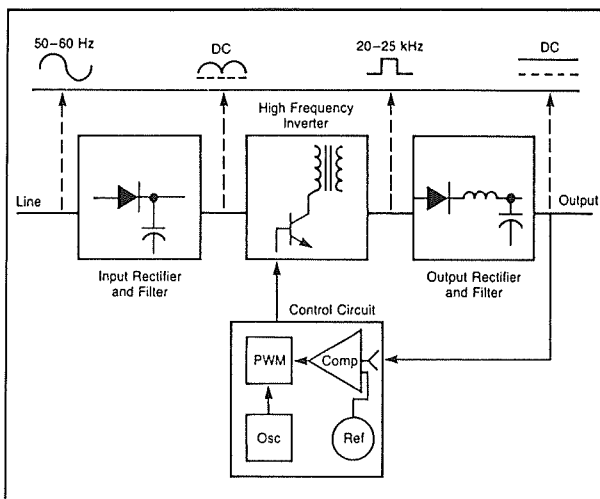 50–60 Hz
DC
20–25 kHz
DC
High Frequency
Inverter
Line
Output
Input Rectifier
and Filter
Output Rectifier
and Filter
Control Circuit
PWM
Comp
Osc
Ref